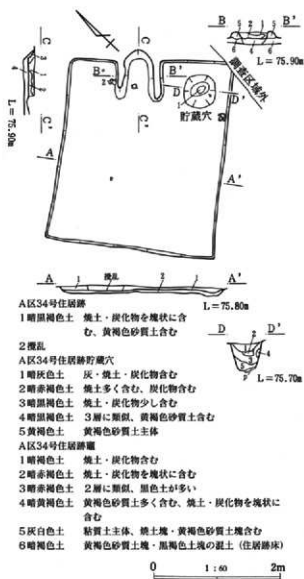 C
C'
B
B'
B
B'
5 2 1 5
6 6
L=75.90m
調査区域外
L=75.90m
D
D'
1
貯蔵穴
A
A'
A
A'
1 撹乱 2 1
L=75.80m
A区34号住居跡
1暗黒褐色土 焼土・炭化物を塊状に含
む、黄褐色砂質土含む
2撹乱
A区34号住居跡貯蔵穴
1暗灰色土 灰・焼土・炭化物含む
2暗赤褐色土 焼土多く含む、炭化物含む
3暗黒褐色土 焼土・炭化物少し含む
4暗黒褐色土 3層に類似、黄褐色砂質土含む
5黄褐色土 黄褐色砂質土主体
D
D'
L=75.70m
A区34号住居跡竈
1暗褐色土 焼土・炭化物含む
2暗赤褐色土 焼土・炭化物を塊状に含む
3暗赤褐色土 2層に類似、黒色土が多い
4暗黄褐色土 黄褐色砂質土多く含む、焼土・炭化物を塊状に
含む
5灰白色土 粘質土主体、焼土塊・黄褐色砂質土塊含む
6暗褐色土 黄褐色砂質土塊・黒褐色土塊の混土（住居跡床）
0 1:60 2m